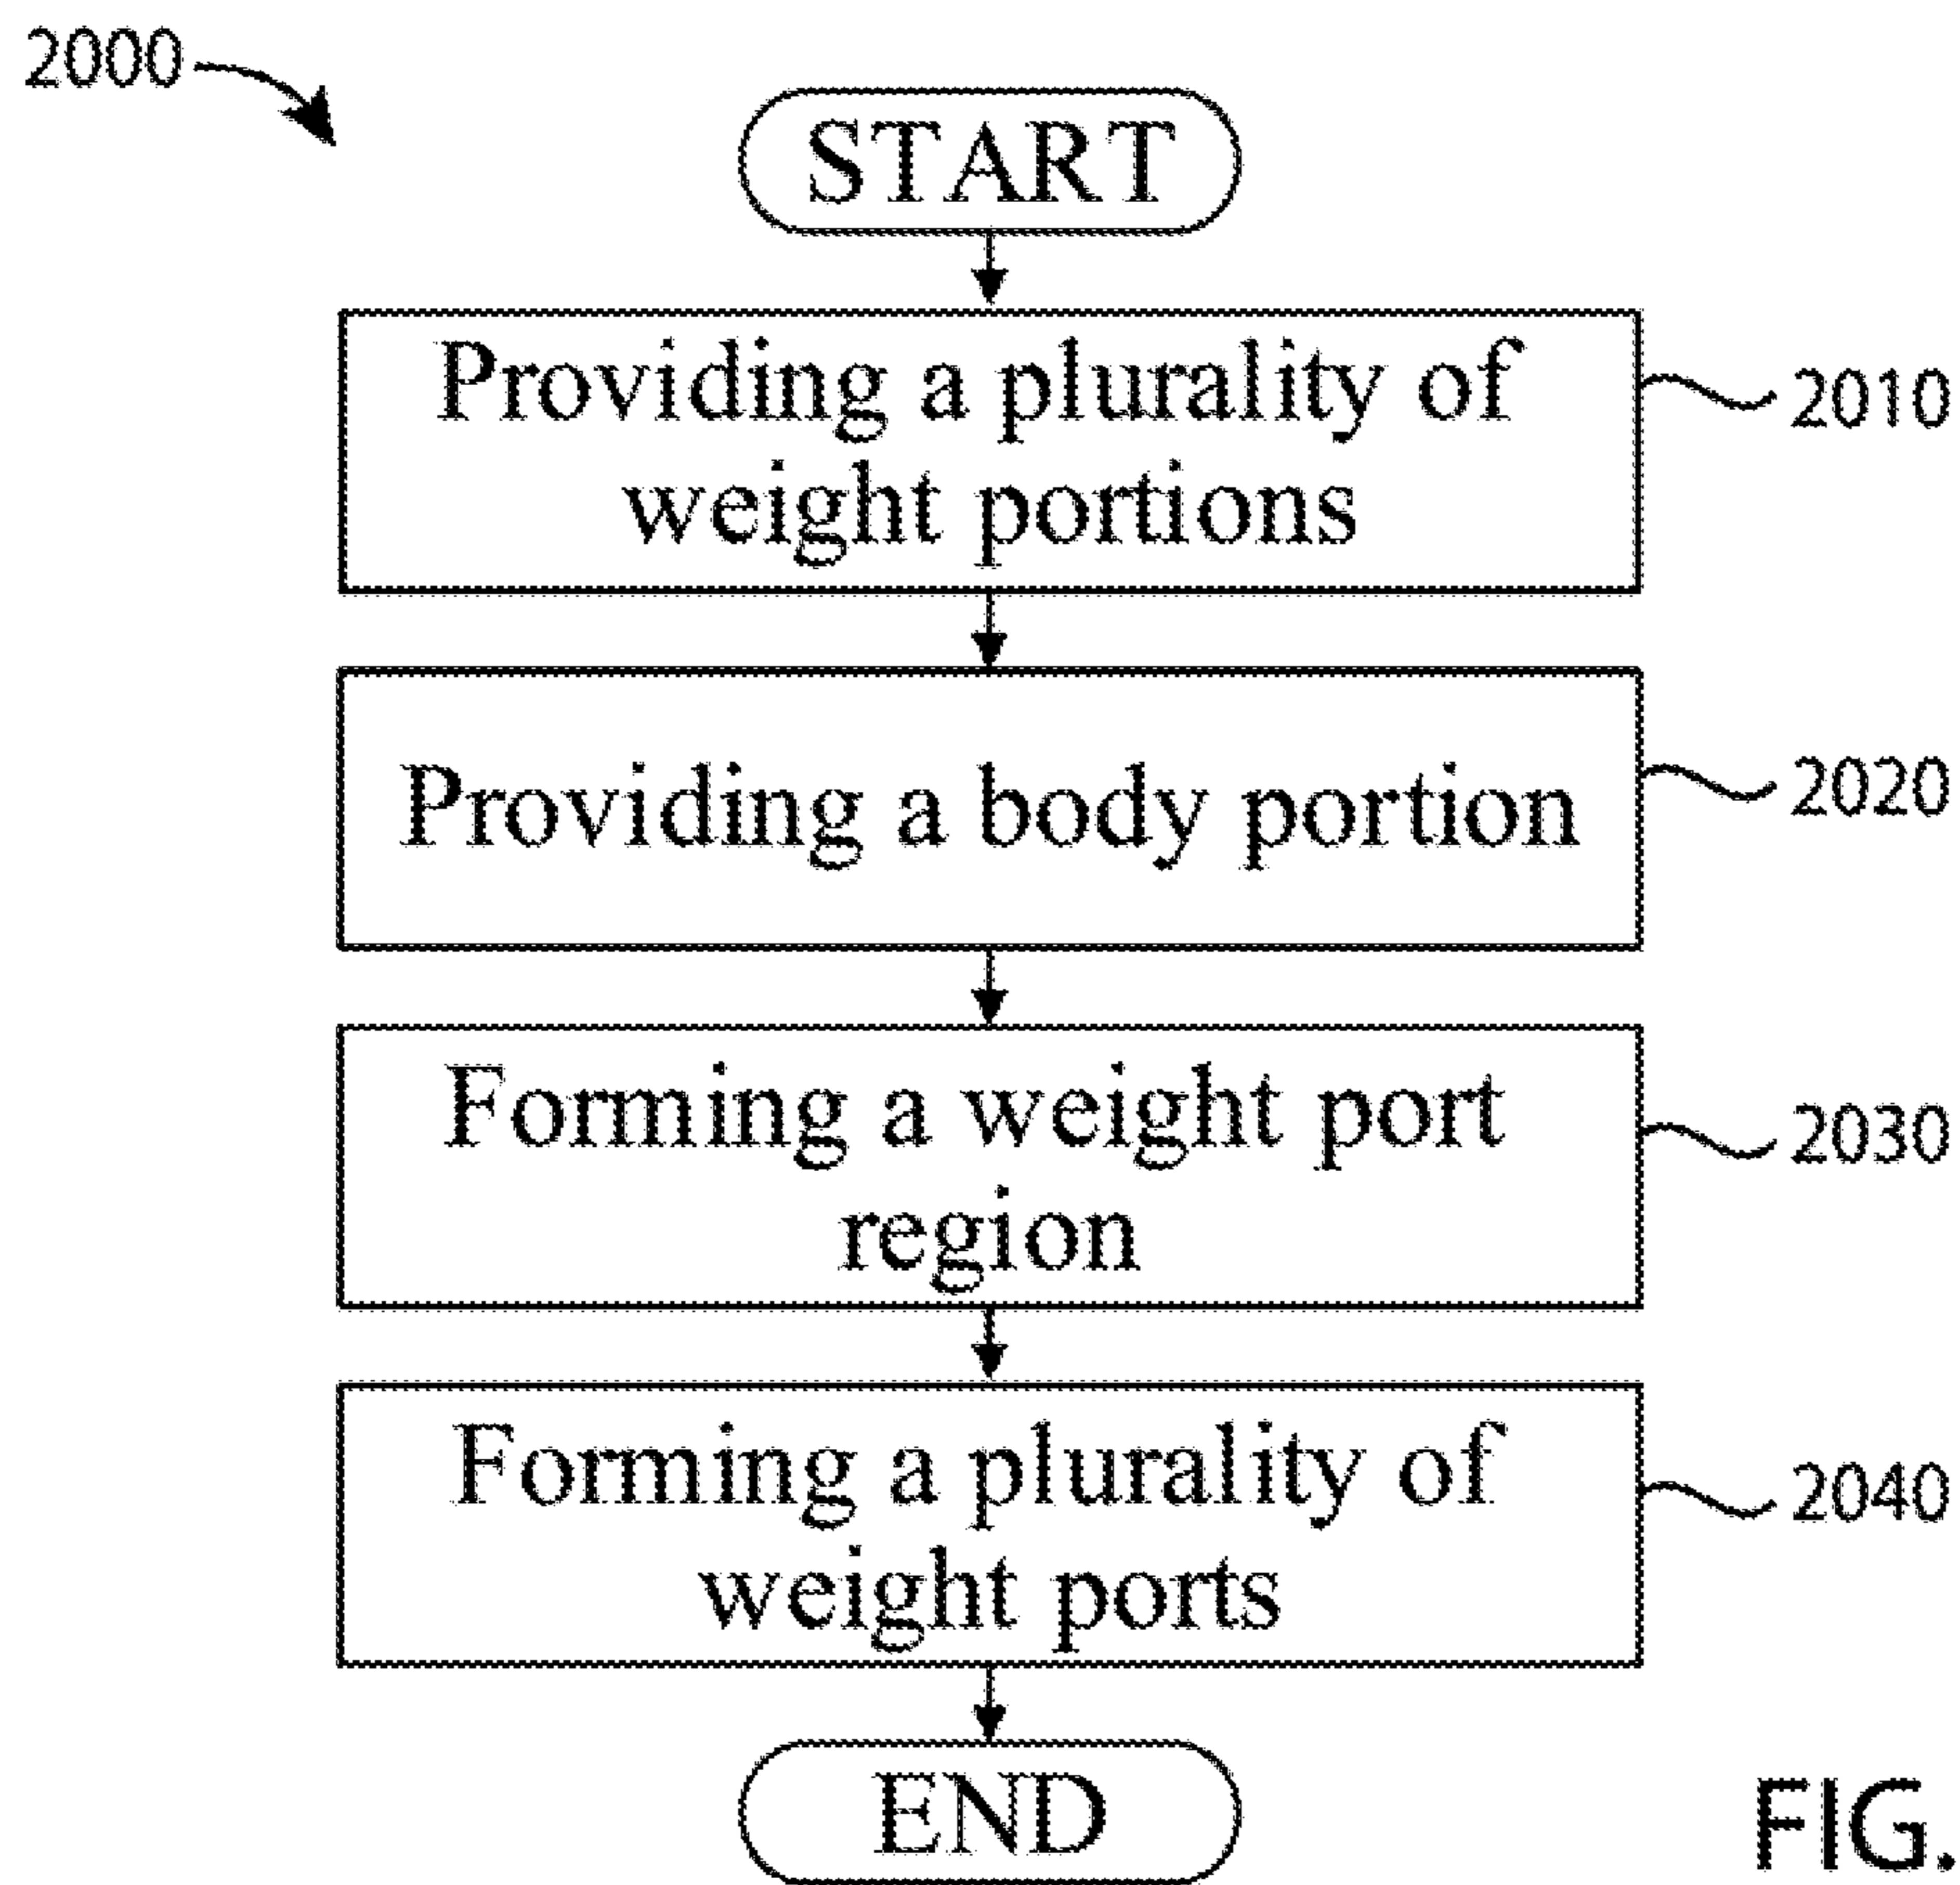 2000
START
Providing a plurality of
weight portions
2010
Providing a body portion
2020
Forming a weight port
region
2030
Forming a plurality of
weight ports
2040
END
FIG.